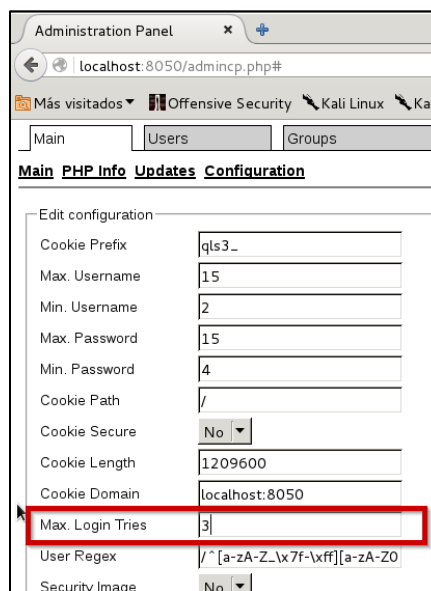 Administration Panel
localhost:8050/admincp.php#
Más visitados Offensive Security Kali Linux
Main Users Groups
Main PHP Info Updates Configuration
Edit configuration
Cookie Prefix qls3_
Max. Username 15
Min. Username 2
Max. Password 15
Min. Password 4
Cookie Path /
Cookie Secure No
Cookie Length 1209600
Cookie Domain localhost:8050
Max. Login Tries 3
User Regex /^[a-zA-Z_\x7f-\xff][a-zA-Z0
Security Image No